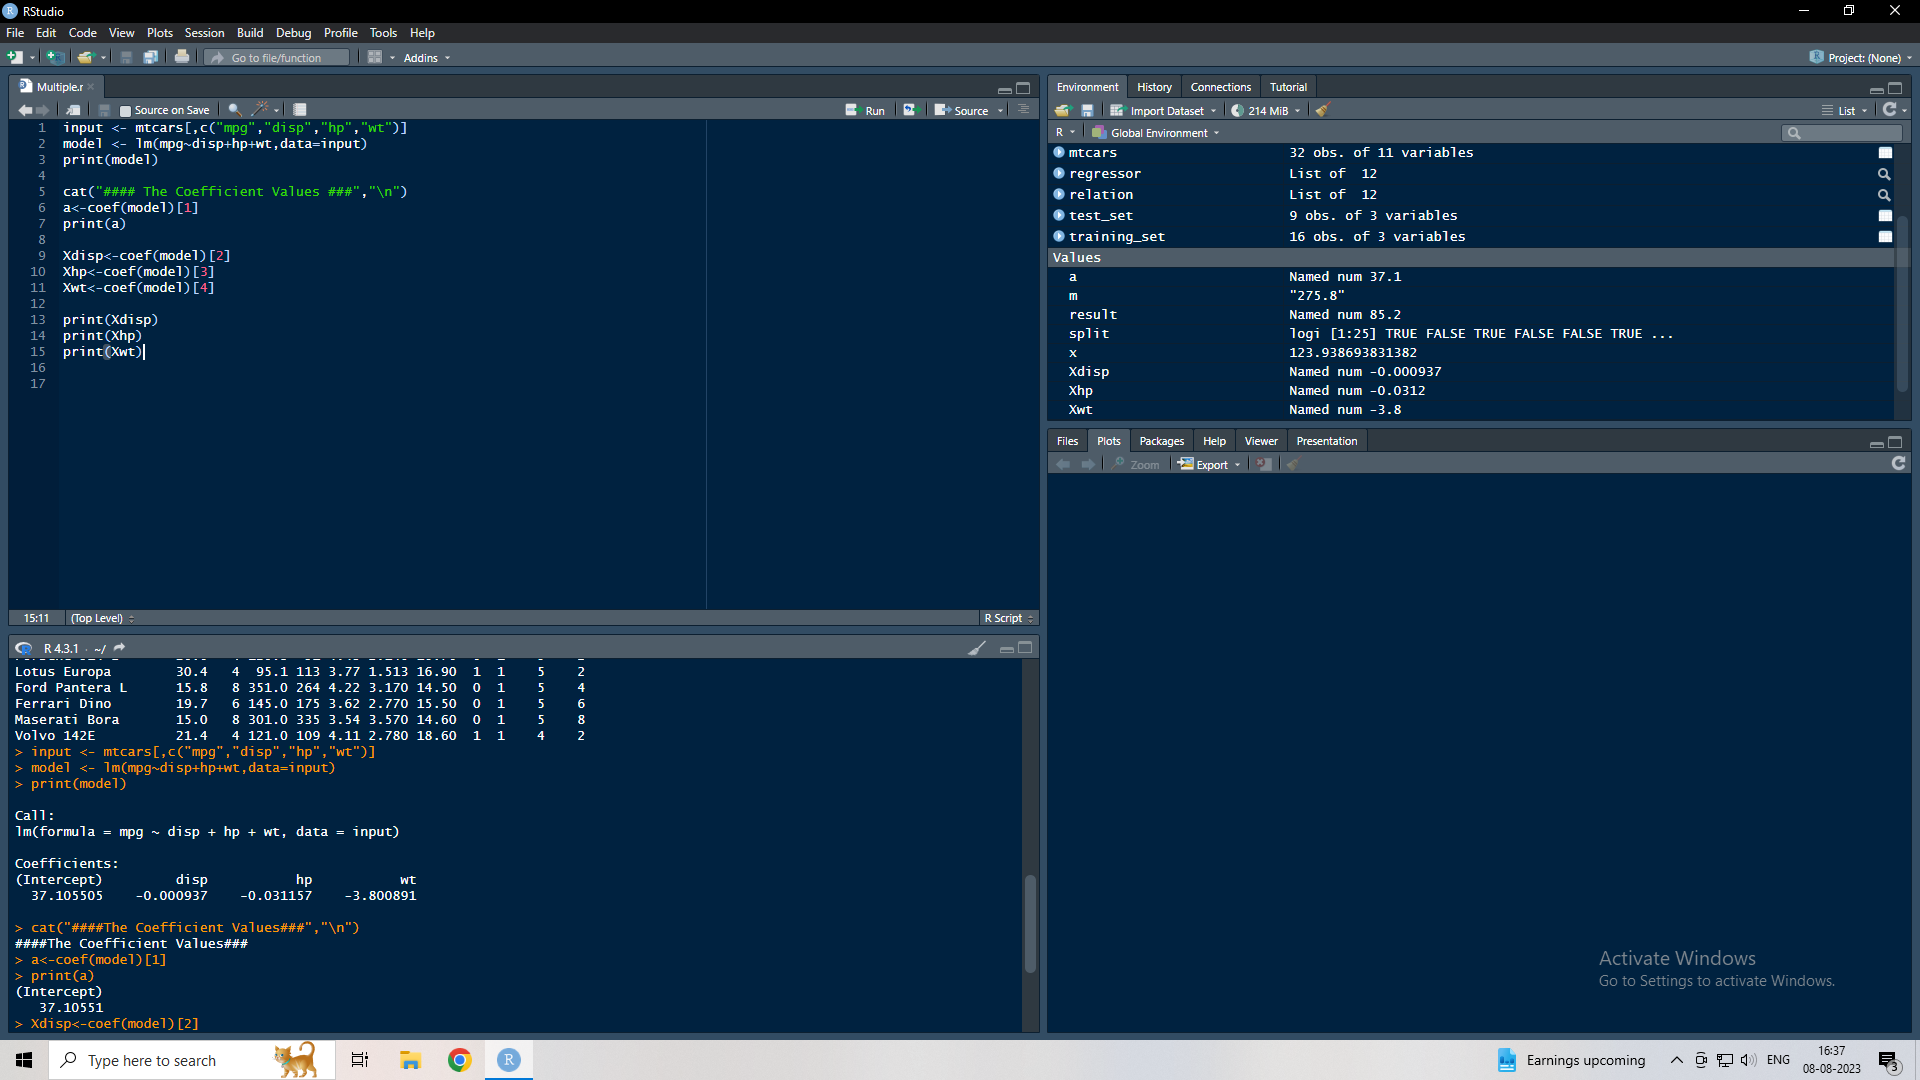 RStudio
File Edit Code View Plots Session Build Debug Profile Tools Help
Go to file/function Addins Project: (None)
Multiple.r
Source on Save Run Source
1 input <- mtcars[,c("mpg","disp","hp","wt")]
2 model <- lm(mpg~disp+hp+wt,data=input)
3 print(model)
4
5 cat("#### The Coefficient Values ###","\n")
6 a<-coef(model)[1]
7 print(a)
8
9 Xdisp<-coef(model)[2]
10 Xhp<-coef(model)[3]
11 Xwt<-coef(model)[4]
12
13 print(Xdisp)
14 print(Xhp)
15 print(Xwt)
16
17
15:11 (Top Level) R Script
R 4.3.1 · ~/
Lotus Europa 30.4 4 95.1 113 3.77 1.513 16.90 1 1 5 2
Ford Pantera L 15.8 8 351.0 264 4.22 3.170 14.50 0 1 5 4
Ferrari Dino 19.7 6 145.0 175 3.62 2.770 15.50 0 1 5 6
Maserati Bora 15.0 8 301.0 335 3.54 3.570 14.60 0 1 5 8
Volvo 142E 21.4 4 121.0 109 4.11 2.780 18.60 1 1 4 2
> input <- mtcars[,c("mpg","disp","hp","wt")]
> model <- lm(mpg~disp+hp+wt,data=input)
> print(model)
Call:
lm(formula = mpg ~ disp + hp + wt, data = input)
Coefficients:
(Intercept) disp hp wt
37.105505 -0.000937 -0.031157 -3.800891
> cat("####The Coefficient Values###","\n")
####The Coefficient Values###
> a<-coef(model)[1]
> print(a)
(Intercept)
37.10551
> Xdisp<-coef(model)[2]
Environment History Connections Tutorial
Import Dataset 214 MiB List
R Global Environment
mtcars 32 obs. of 11 variables
regressor List of 12
relation List of 12
test_set 9 obs. of 3 variables
training_set 16 obs. of 3 variables
Values
a Named num 37.1
m "275.8"
result Named num 85.2
split logi [1:25] TRUE FALSE TRUE FALSE FALSE TRUE ...
x 123.938693831382
Xdisp Named num -0.000937
Xhp Named num -0.0312
Xwt Named num -3.8
Files Plots Packages Help Viewer Presentation
Zoom Export
Activate Windows
Go to Settings to activate Windows.
Type here to search
R
Earnings upcoming
ENG
16:37
08-08-2023
3